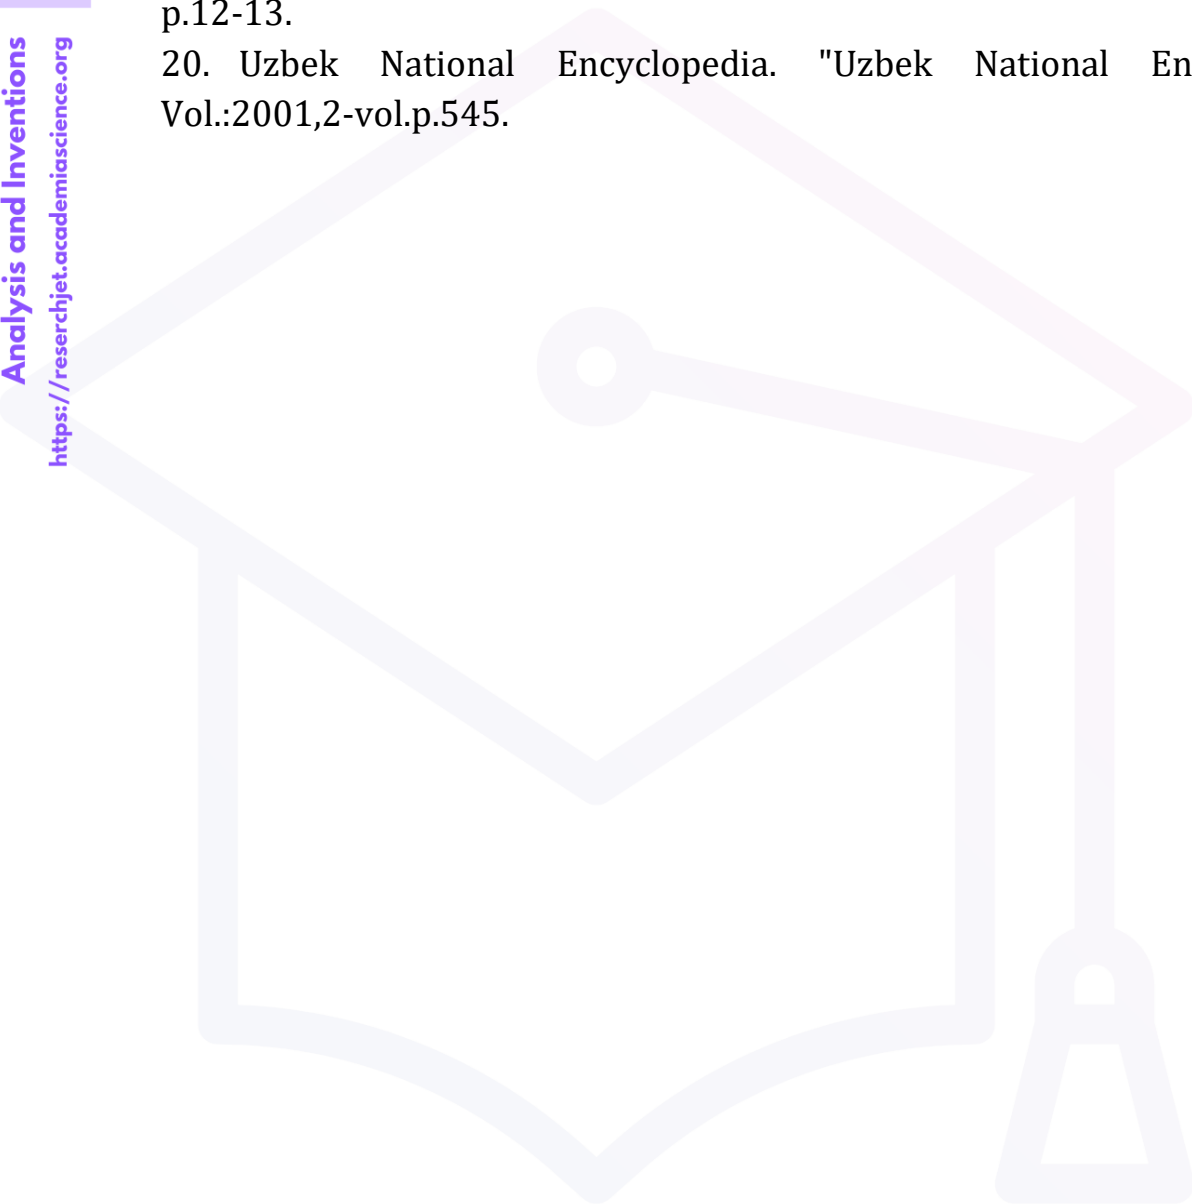 p.12-13.
20. Uzbek National Encyclopedia. "Uzbek National En
Vol.:2001,2-vol.p.545.
Analysis and Inventions
https://reserchjet.academiascience.org